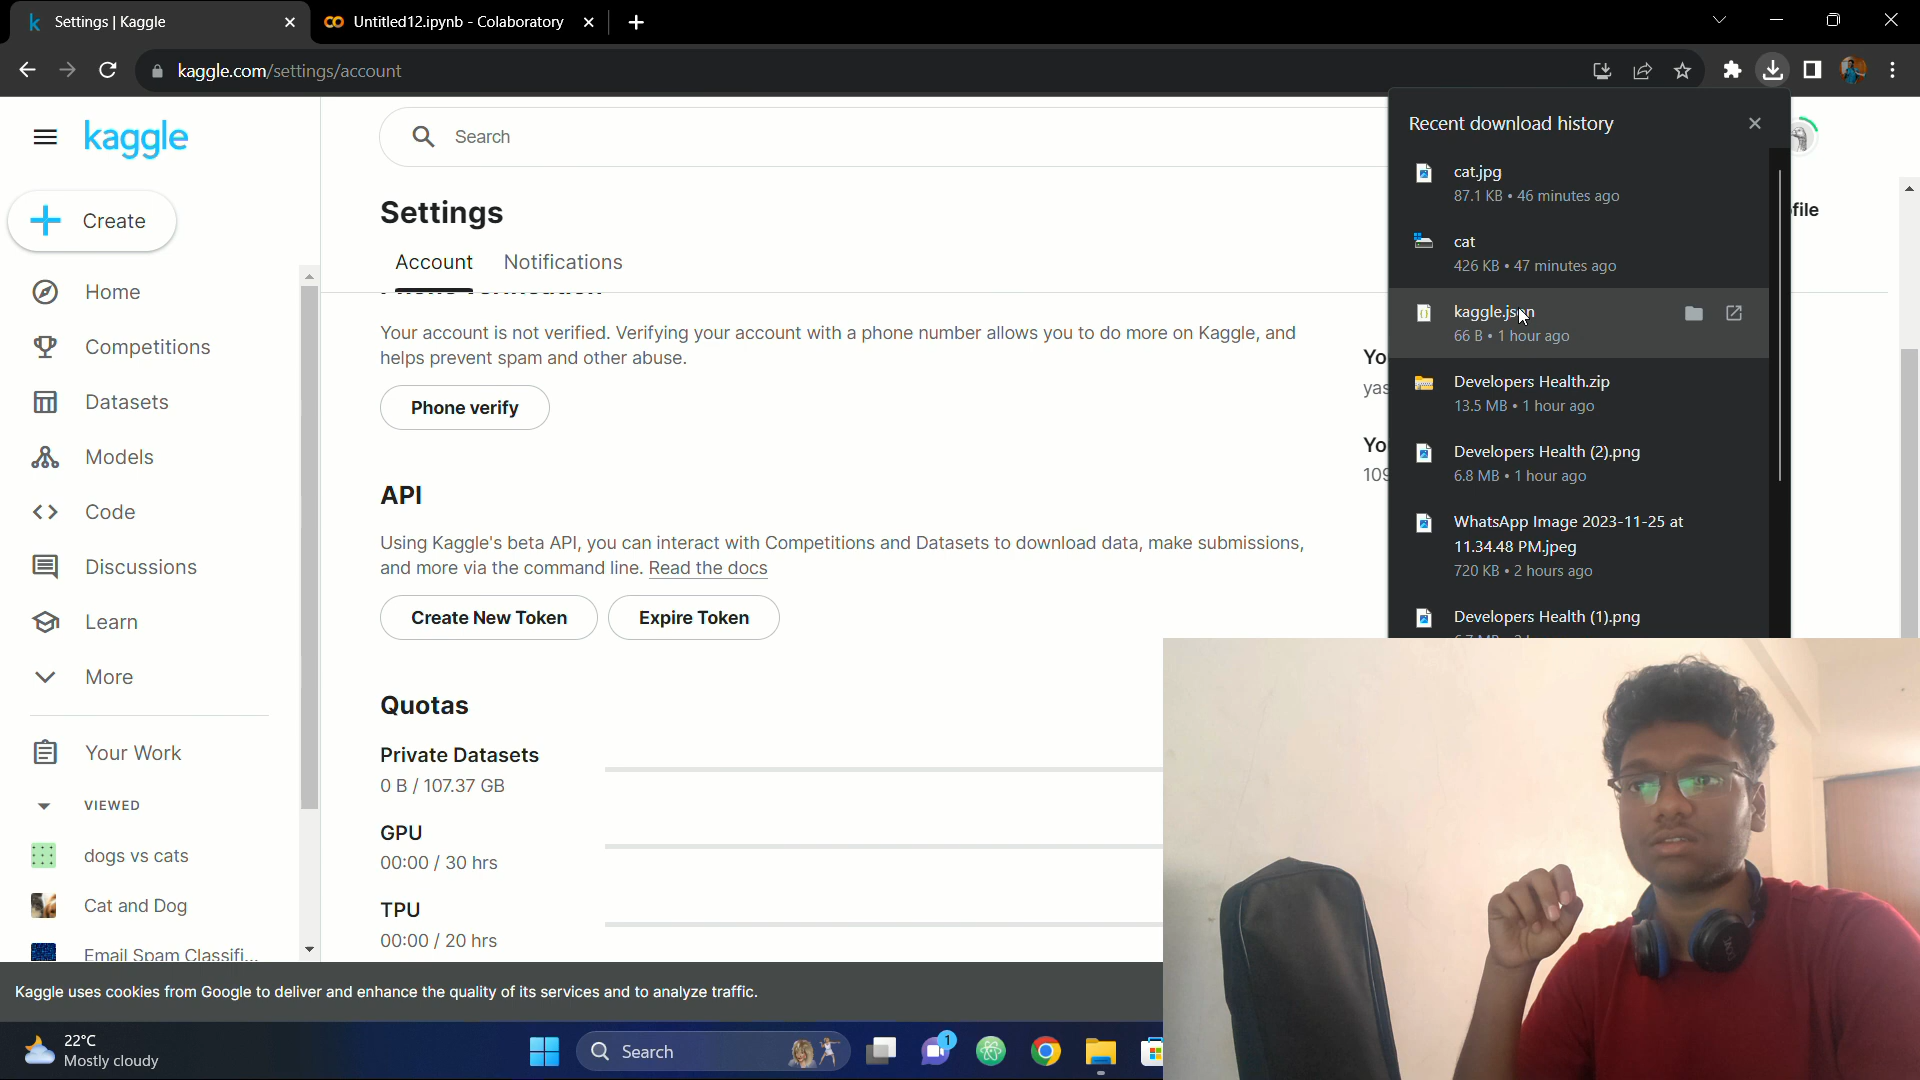 Settings | Kaggle
Untitled12.ipynb - Colaboratory
kaggle.com/settings/account
kaggle
Search
Create
Home
Competitions
Datasets
Models
Code
Discussions
Learn
More
Your Work
VIEWED
dogs vs cats
Cat and Dog
Email Spam Classifi...
Settings
Account
Notifications
Your account is not verified. Verifying your account with a phone number allows you to do more on Kaggle, and
helps prevent spam and other abuse.
Phone verify
API
Using Kaggle's beta API, you can interact with Competitions and Datasets to download data, make submissions,
and more via the command line. Read the docs
Create New Token
Expire Token
Quotas
Private Datasets
0 B / 107.37 GB
GPU
00:00 / 30 hrs
TPU
00:00 / 20 hrs
Yo
yas
Yo
109
file
Recent download history
cat.jpg
87.1 KB • 46 minutes ago
cat
426 KB • 47 minutes ago
kaggle.json
66 B • 1 hour ago
Developers Health.zip
13.5 MB • 1 hour ago
Developers Health (2).png
6.8 MB • 1 hour ago
WhatsApp Image 2023-11-25 at
11.34.48 PM.jpeg
720 KB • 2 hours ago
Developers Health (1).png
Kaggle uses cookies from Google to deliver and enhance the quality of its services and to analyze traffic.
22°C
Mostly cloudy
Search
1